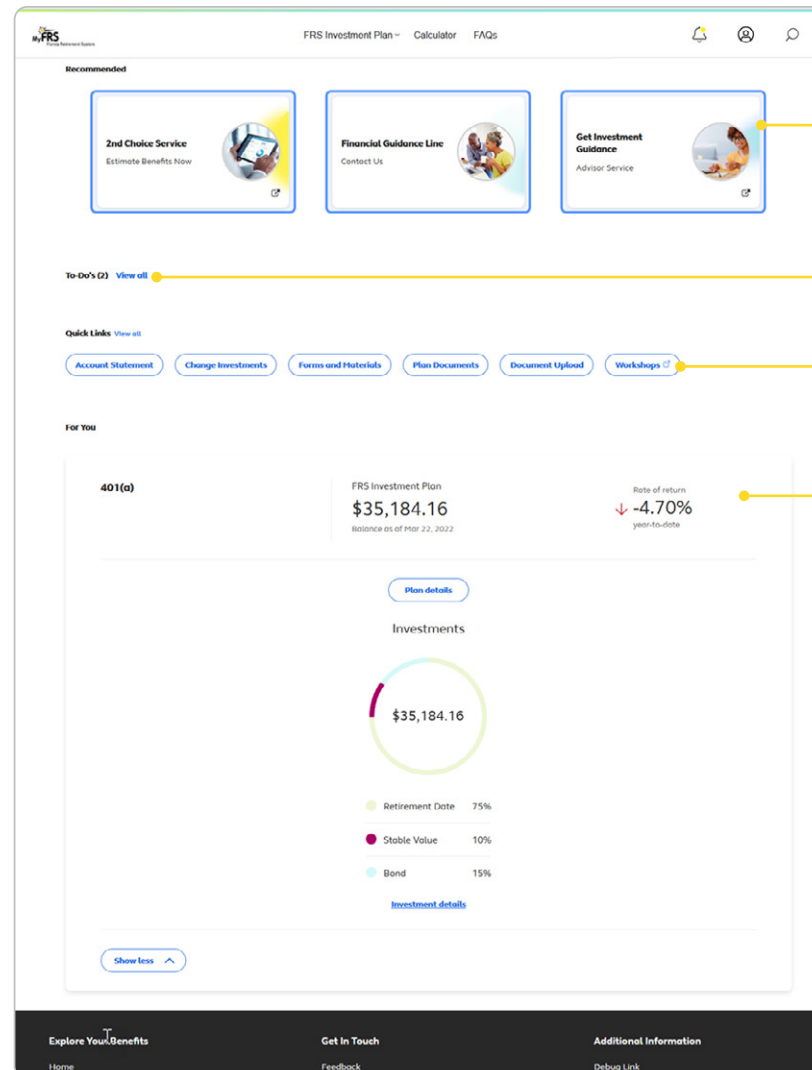 MyFRS
Florida Retirement System
FRS Investment Plan
Calculator
FAQs
Recommended
2nd Choice Service
Estimate Benefits Now
Financial Guidance Line
Contact Us
Get Investment
Guidance
Advisor Service
To-Do's (2) View all
Quick Links View all
Account Statement
Change Investments
Forms and Materials
Plan Documents
Document Upload
Workshops
For You
401(a)
FRS Investment Plan
$35,184.16
Balance as of Mar 22, 2022
Rate of return
-4.70%
year-to-date
Plan details
Investments
$35,184.16
Retirement Date 75%
Stable Value 10%
Bond 15%
Investment details
Show less
Explore Your Benefits
Get In Touch
Additional Information
Home
Feedback
Debug Link